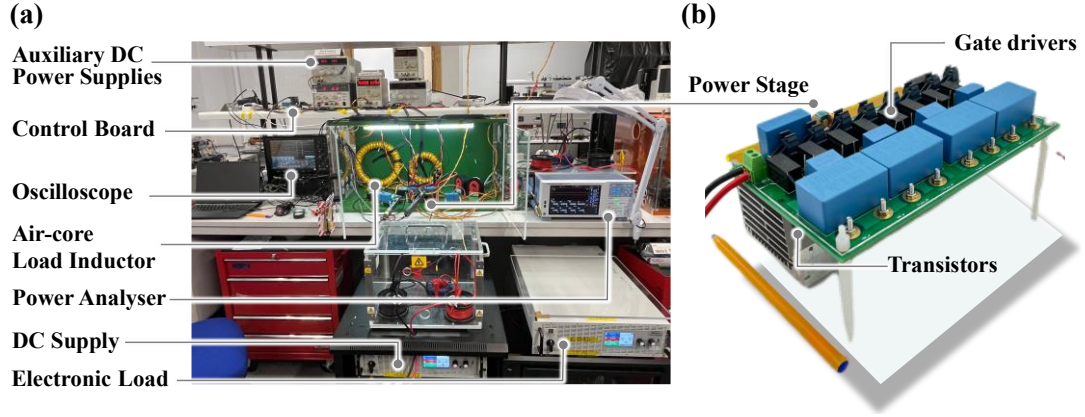 (a)
Auxiliary DC
Power Supplies
Control Board
Oscilloscope
Air-core
Load Inductor
Power Analyser
DC Supply
Electronic Load
(b)
Gate drivers
Power Stage
Transistors